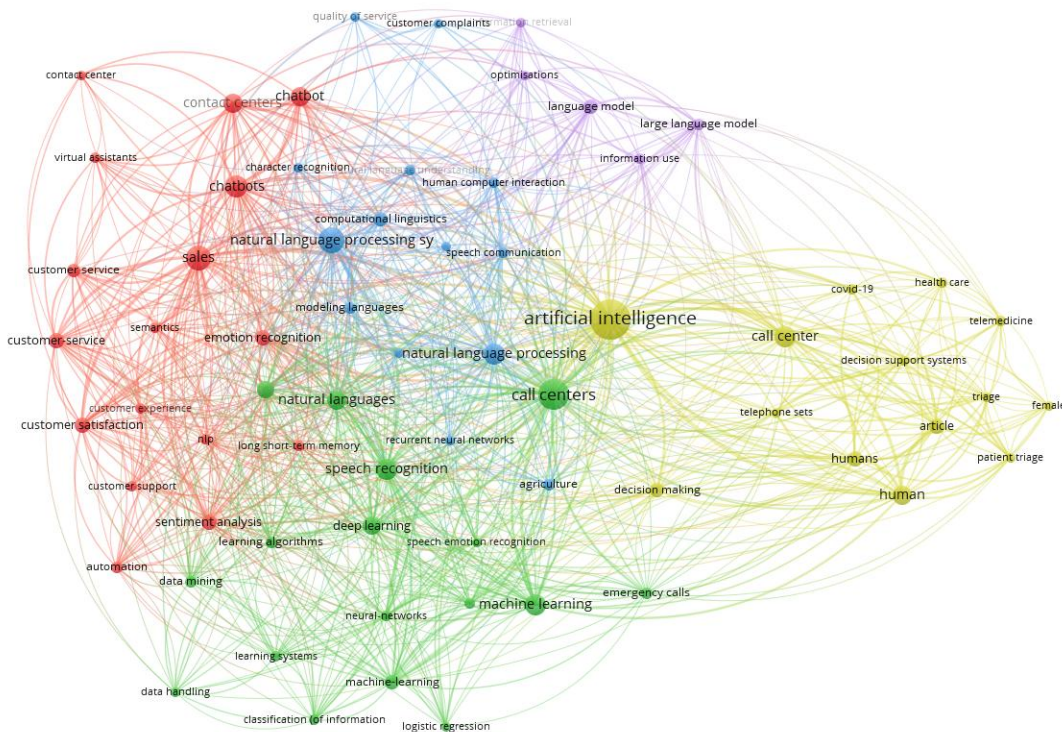 quality of service
customer complaints
contact center
optimisations
chatbot
contact centers
language model
large language model
virtual assistants
information use
character recognition
human computer interaction
chatbots
computational linguistics
natural language processing sy
speech communication
sales
customer service
covid-19
health care
modeling languages
artificial intelligence
telemedicine
semantics
customer-service
emotion recognition
call center
natural language processing
decision support systems
call centers
natural languages
triage
female
customer experience
telephone sets
customer satisfaction
article
nlp
long short-term memory
recurrent neural networks
humans
patient triage
speech recognition
customer support
agriculture
decision making
human
sentiment analysis
deep learning
learning algorithms
speech emotion recognition
automation
data mining
emergency calls
machine learning
neural-networks
learning systems
machine-learning
data handling
classification (of information
logistic regression